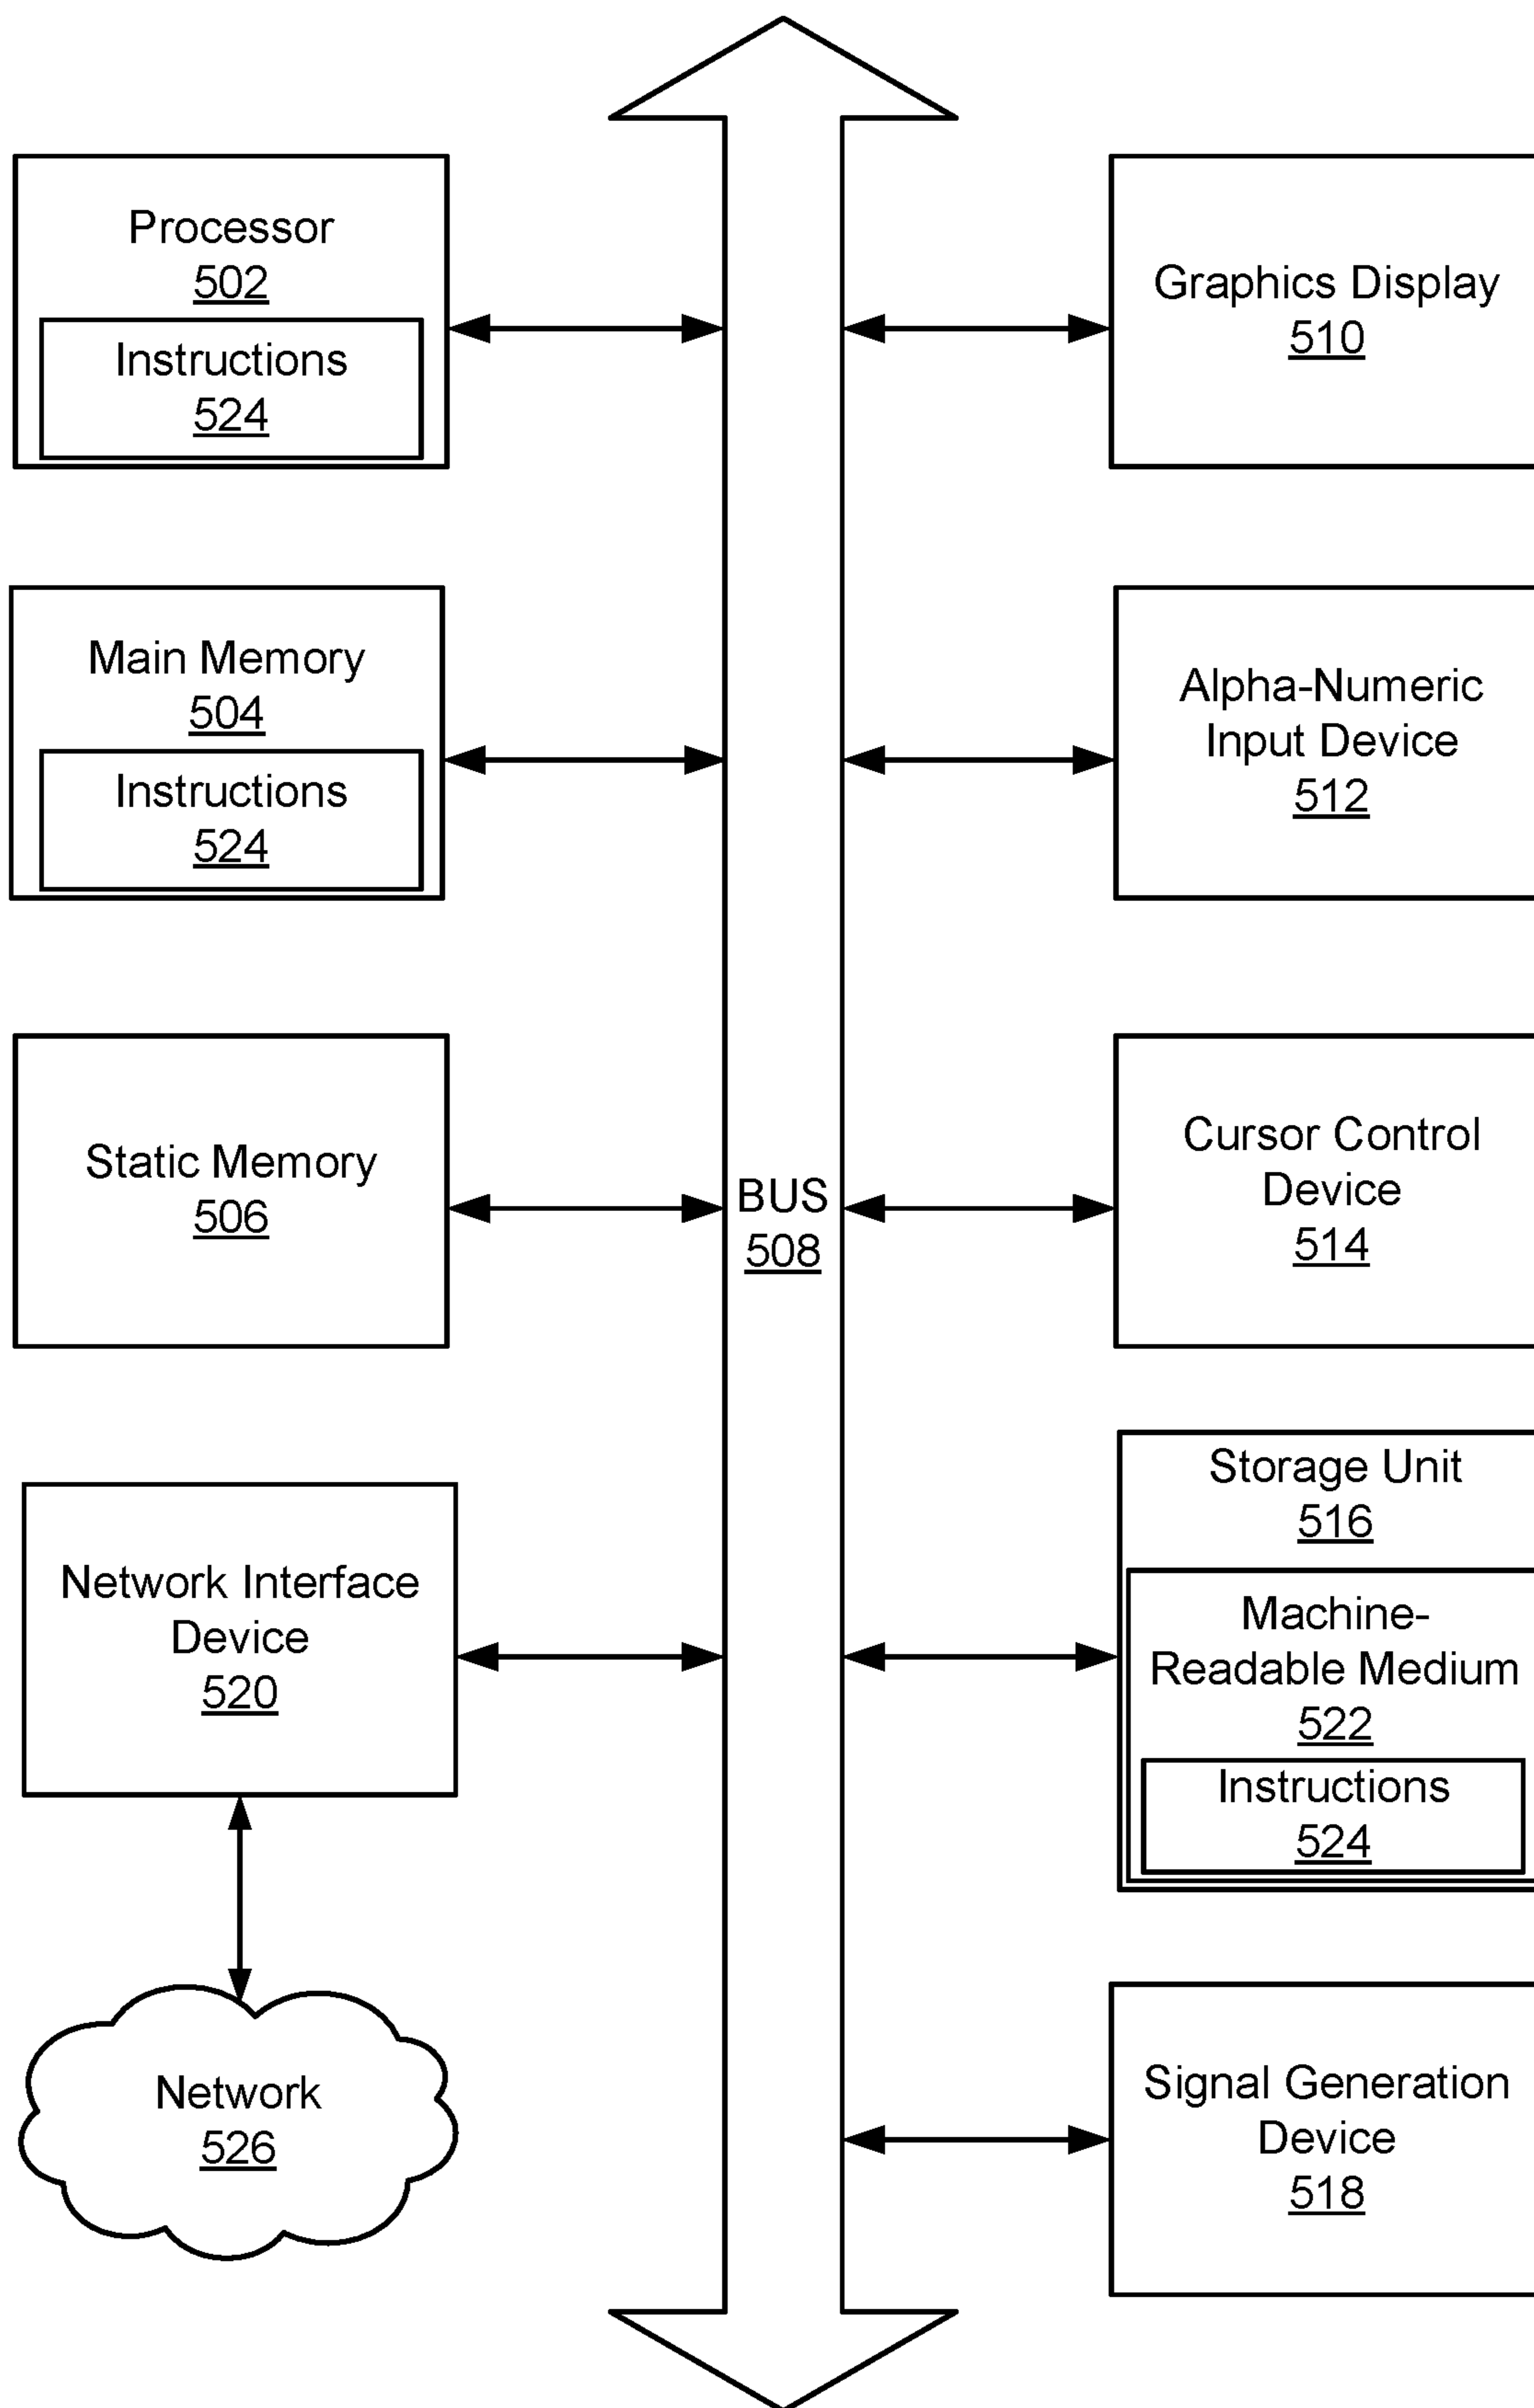 Processor
502
Instructions
524
Main Memory
504
Instructions
524
Static Memory
506
Network Interface
Device
520
Network
526
BUS
508
Graphics Display
510
Alpha-Numeric
Input Device
512
Cursor Control
Device
514
Storage Unit
516
Machine-
Readable Medium
522
Instructions
524
Signal Generation
Device
518